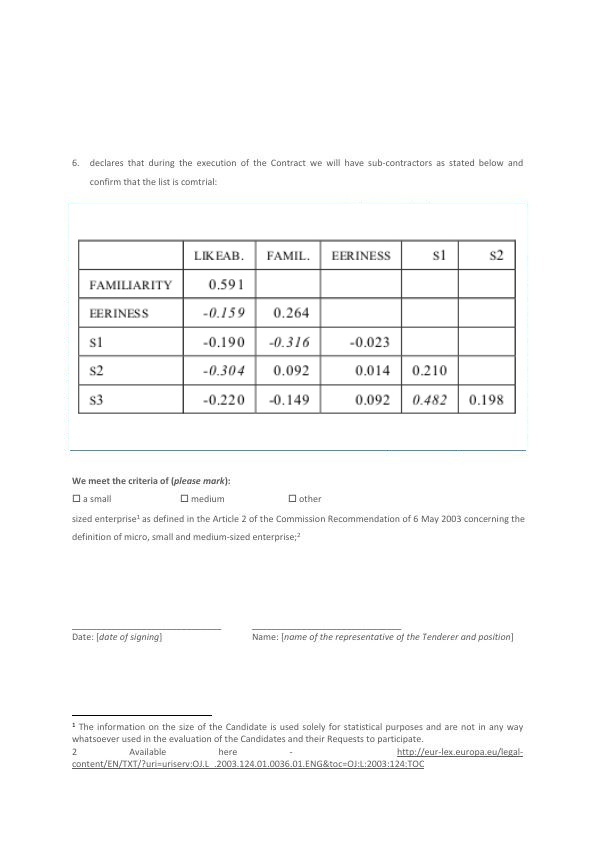 6. declares that during the execution of the Contract we will have sub-contractors as stated below and
confirm that the list is comtrial:
LIKEAB. FAMIL. EERINESS S1 S2
FAMILIARITY 0.591
EERINESS -0.159 0.264
S1 -0.190 -0.316 -0.023
S2 -0.304 0.092 0.014 0.210
S3 -0.220 -0.149 0.092 0.482 0.198
We meet the criteria of (please mark):
☐ a small ☐ medium ☐ other
sized enterprise¹ as defined in the Article 2 of the Commission Recommendation of 6 May 2003 concerning the
definition of micro, small and medium-sized enterprise;²
Date: [date of signing] Name: [name of the representative of the Tenderer and position]
¹ The information on the size of the Candidate is used solely for statistical purposes and are not in any way
whatsoever used in the evaluation of the Candidates and their Requests to participate.
2 Available here - http://eur-lex.europa.eu/legal-
content/EN/TXT/?uri=uriserv:OJ.L_.2003.124.01.0036.01.ENG&toc=OJ:L:2003:124:TOC